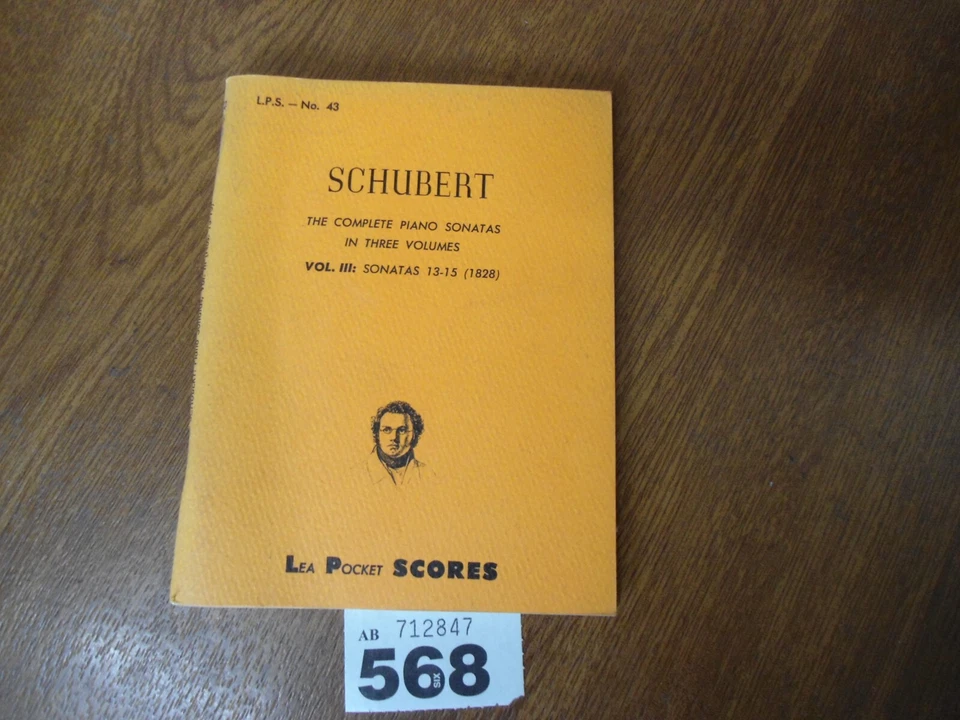 L.P.S. — No. 43
SCHUBERT
THE COMPLETE PIANO SONATAS
IN THREE VOLUMES
VOL. III: SONATAS 13-15 (1828)
LEA POCKET SCORES
AB 712847
568
SIX